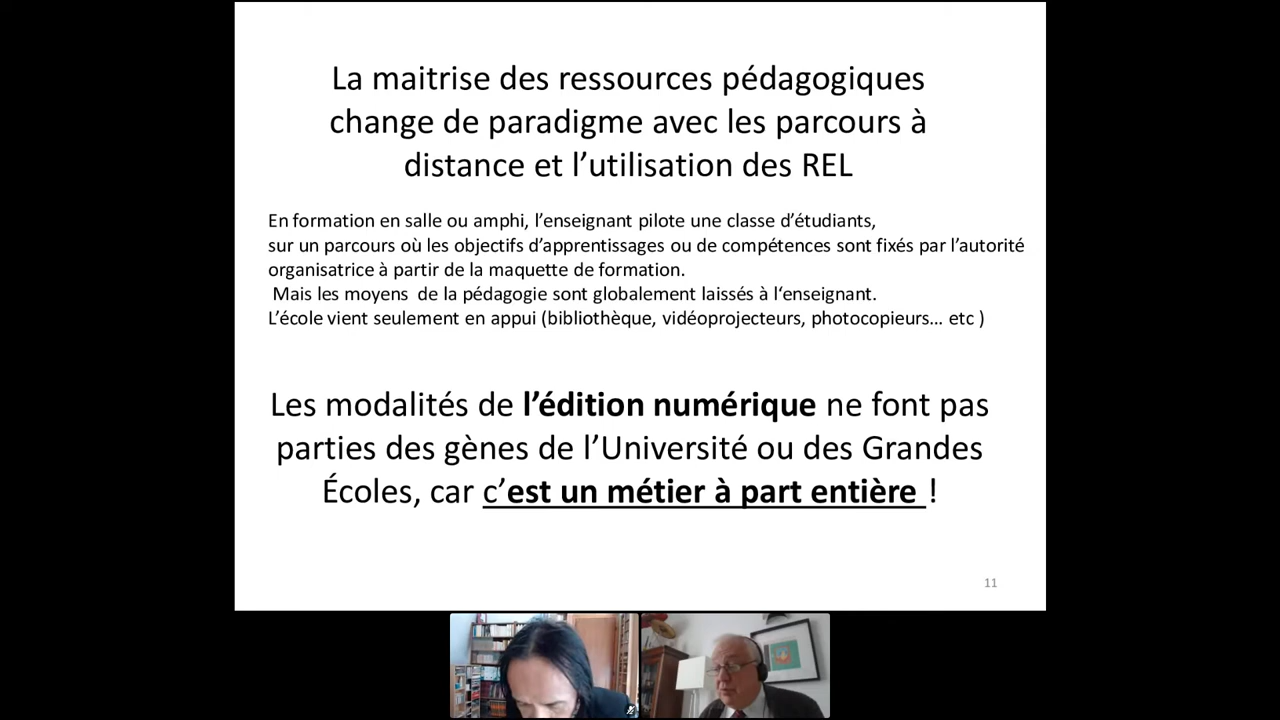 La maitrise des ressources pédagogiques
change de paradigme avec les parcours à
distance et l’utilisation des REL
En formation en salle ou amphi, l’enseignant pilote une classe d’étudiants,
sur un parcours où les objectifs d’apprentissages ou de compétences sont fixés par l’autorité
organisatrice à partir de la maquette de formation.
Mais les moyens de la pédagogie sont globalement laissés à l‘enseignant.
L’école vient seulement en appui (bibliothèque, vidéoprojecteurs, photocopieurs… etc )
Les modalités de l’édition numérique ne font pas
parties des gènes de l’Université ou des Grandes
Écoles, car c’est un métier à part entière !
11